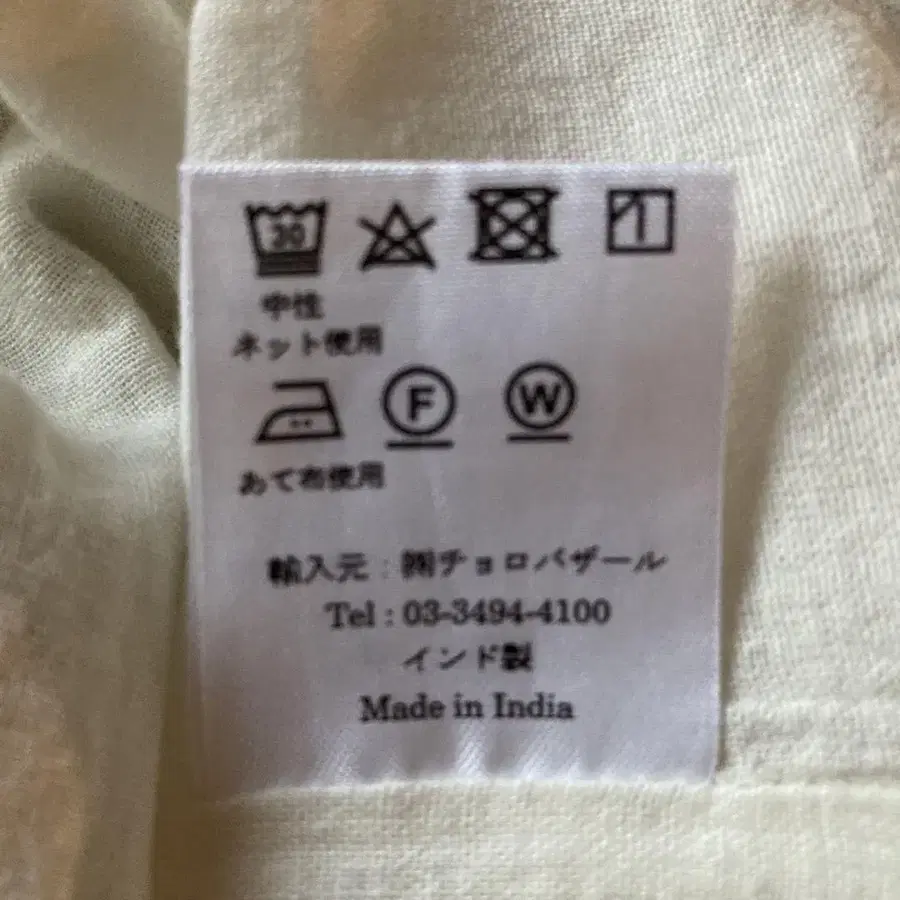 30
中性
ネット使用
F W
あて布使用
輸入元：㈱チョロバザール
Tel : 03-3494-4100
インド製
Made in India